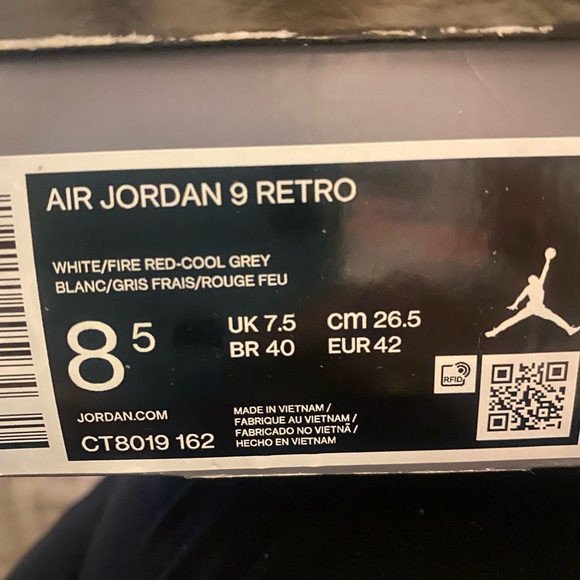 AIR JORDAN 9 RETRO
WHITE/FIRE RED-COOL GREY
BLANC/GRIS FRAIS/ROUGE FEU
8 5
UK 7.5 cm 26.5
BR 40 EUR 42
RFID
JORDAN.COM
CT8019 162
MADE IN VIETNAM /
FABRIQUE AU VIETNAM /
FABRICADO NO VIETNÃ /
HECHO EN VIETNAM